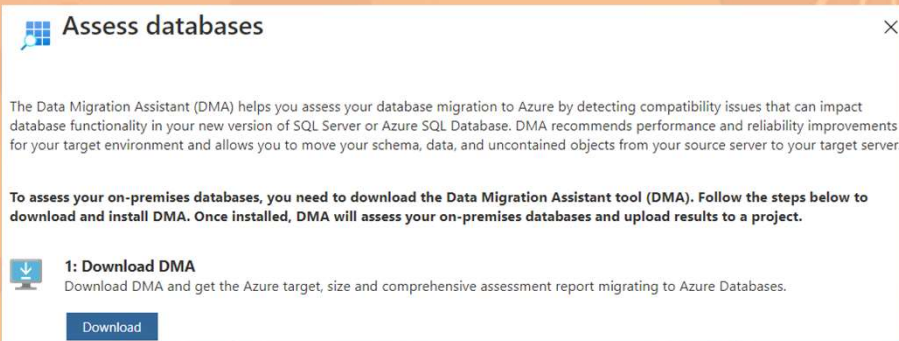 Assess databases
The Data Migration Assistant (DMA) helps you assess your database migration to Azure by detecting compatibility issues that can impact
database functionality in your new version of SQL Server or Azure SQL Database. DMA recommends performance and reliability improvements
for your target environment and allows you to move your schema, data, and uncontained objects from your source server to your target server
To assess your on-premises databases, you need to download the Data Migration Assistant tool (DMA). Follow the steps below to
download and install DMA. Once installed, DMA will assess your on-premises databases and upload results to a project.
1: Download DMA
Download DMA and get the Azure target, size and comprehensive assessment report migrating to Azure Databases.
Download